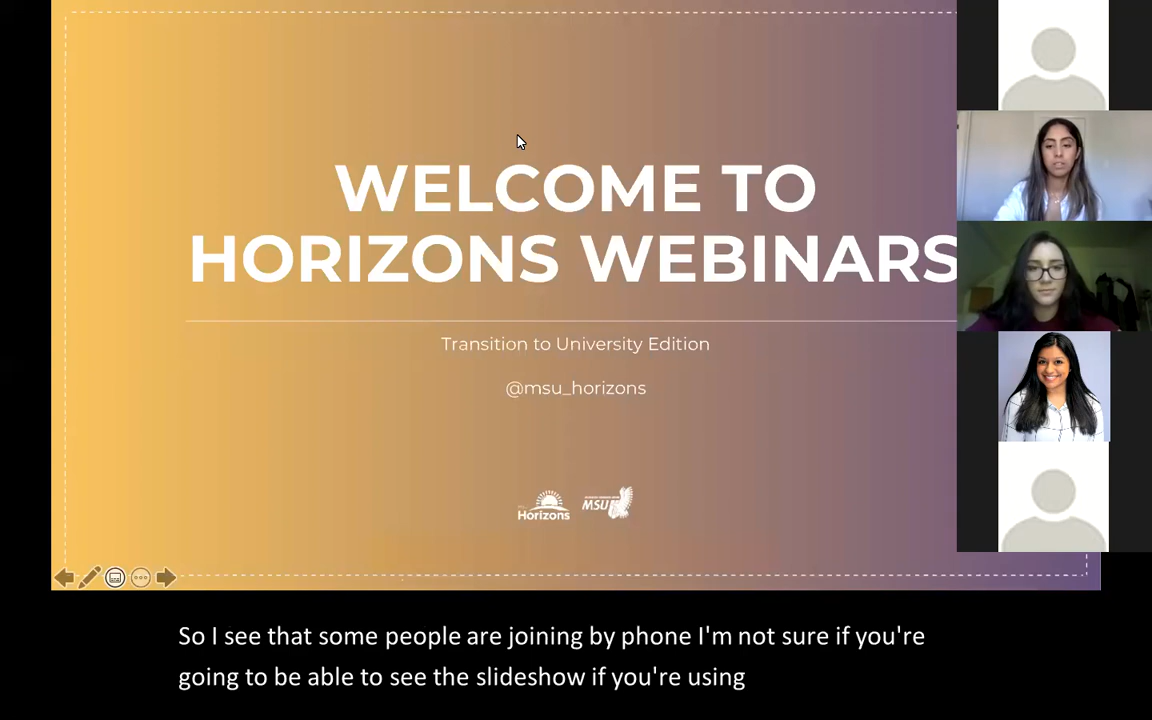 WELCOME TO
HORIZONS WEBINARS
Transition to University Edition
@msu_horizons
Horizons
MSU
So I see that some people are joining by phone I'm not sure if you're
going to be able to see the slideshow if you're using